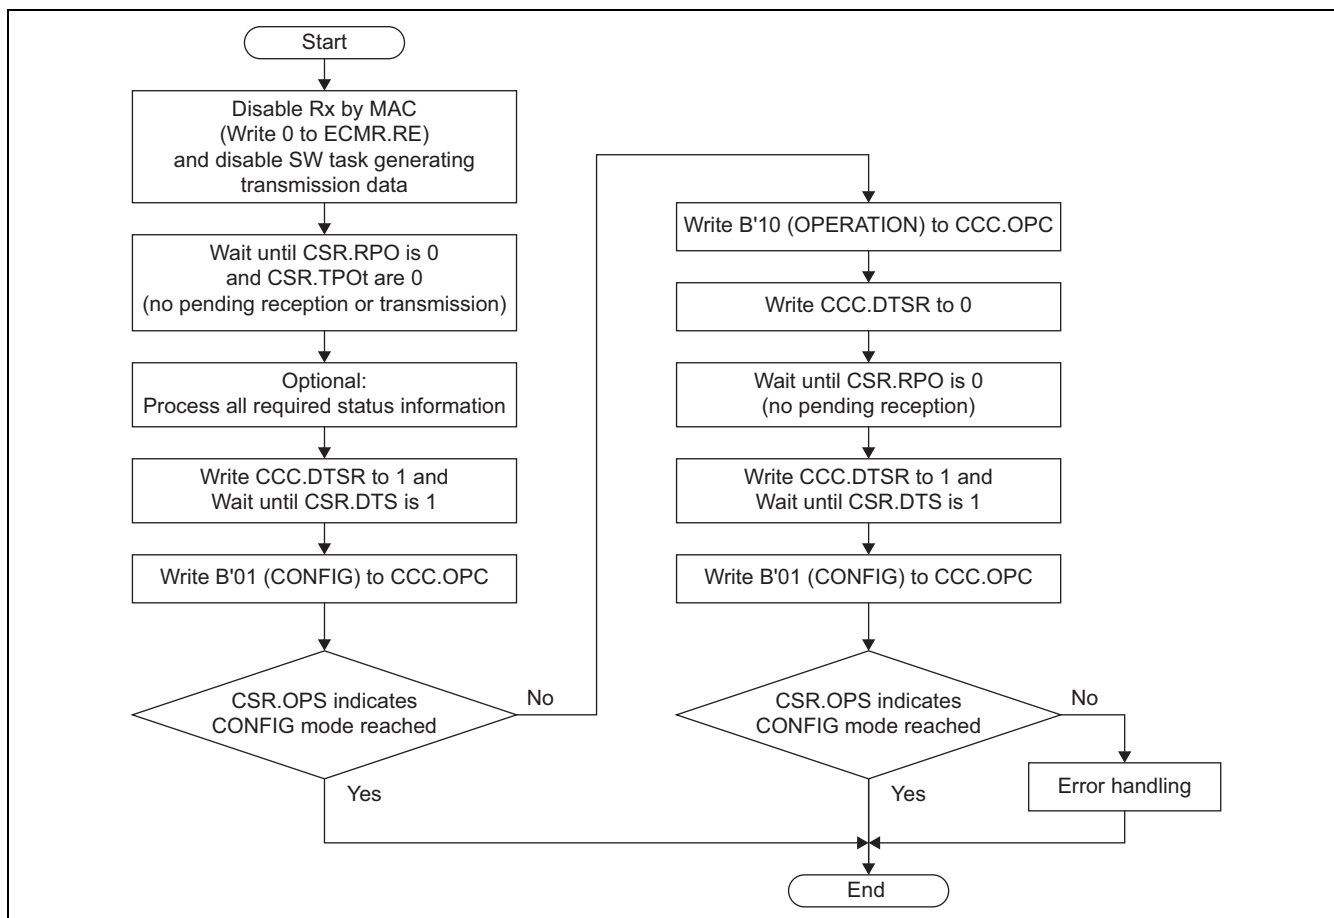 Start
Disable Rx by MAC
(Write 0 to ECMR.RE)
and disable SW task generating
transmission data
Wait until CSR.RPO is 0
and CSR.TPOt are 0
(no pending reception or transmission)
Optional:
Process all required status information
Write CCC.DTSR to 1 and
Wait until CSR.DTS is 1
Write B'01 (CONFIG) to CCC.OPC
CSR.OPS indicates
CONFIG mode reached
No
Yes
Write B'10 (OPERATION) to CCC.OPC
Write CCC.DTSR to 0
Wait until CSR.RPO is 0
(no pending reception)
Write CCC.DTSR to 1 and
Wait until CSR.DTS is 1
Write B'01 (CONFIG) to CCC.OPC
CSR.OPS indicates
CONFIG mode reached
No
Yes
Error handling
End